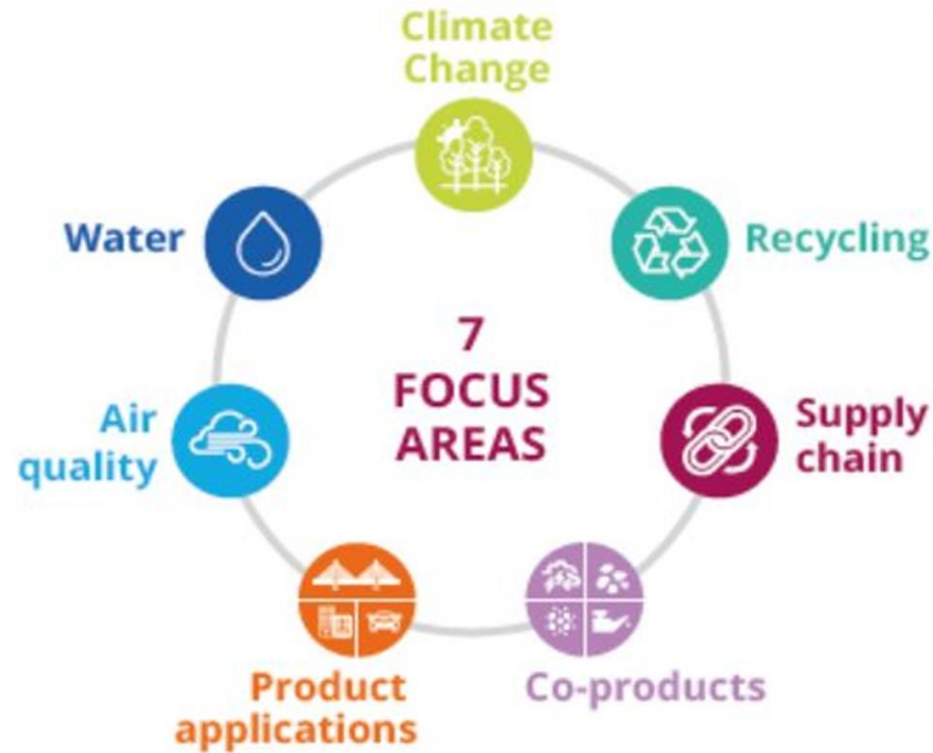 Climate
Change
Recycling
Supply
chain
Co-products
Product
applications
Air
quality
Water
7
FOCUS
AREAS